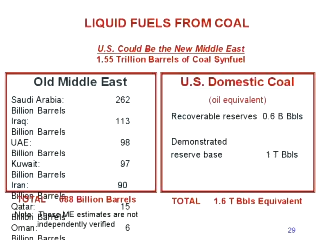 LIQUID FUELS FROM COAL
U.S. Could Be the New Middle East
1.55 Trillion Barrels of Coal Synfuel
Old Middle East
Saudi Arabia: 262
Billion Barrels
Iraq: 113
Billion Barrels
UAE: 98
Billion Barrels
Kuwait: 97
Billion Barrels
Iran: 90
Billion Barrels
TOTAL 688 Billion Barrels
Qatar: 15
Billion Barrels
Note: These ME estimates are not
independently verified
Oman: 6
Billion Barrels
U.S. Domestic Coal
(oil equivalent)
Recoverable reserves 0.6 B Bbls
Demonstrated
reserve base 1 T Bbls
TOTAL 1.6 T Bbls Equivalent
29